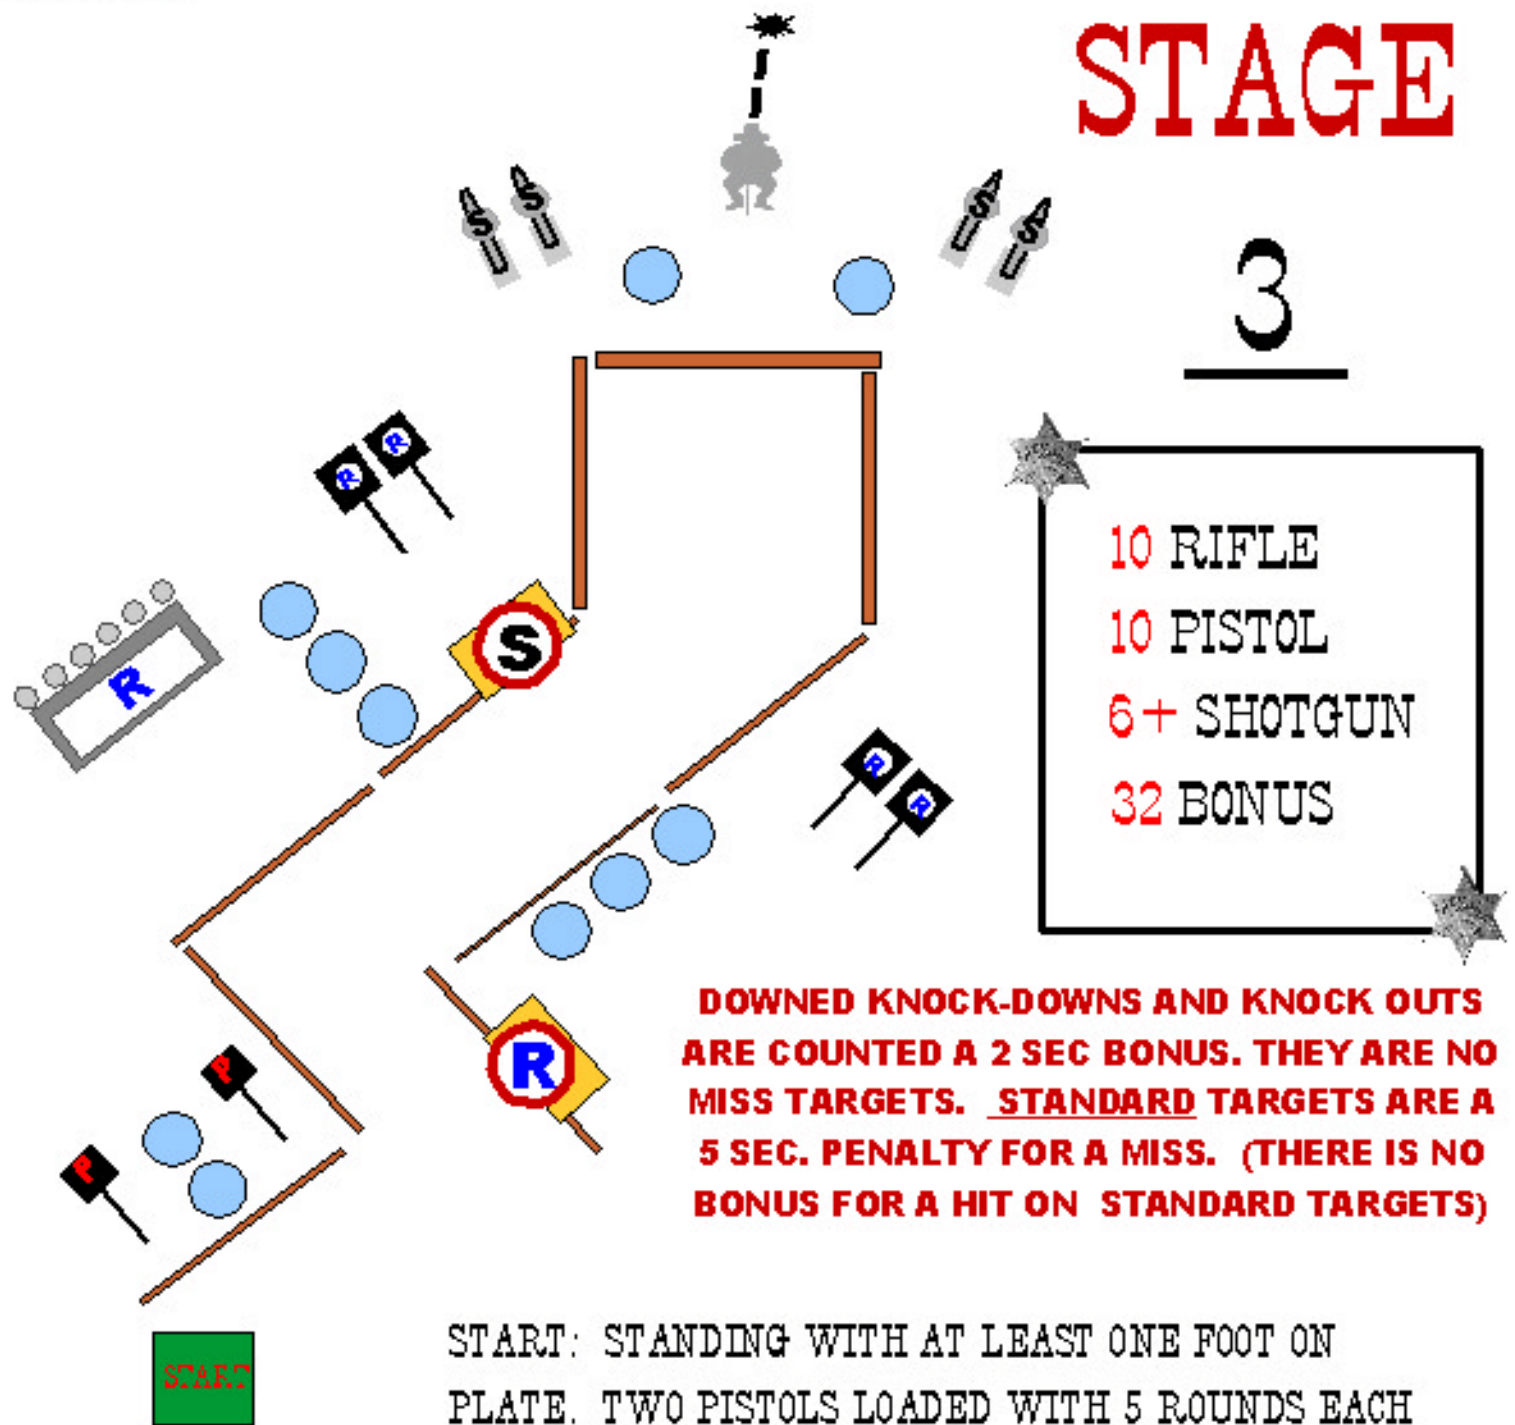 STAGE
3
S
S
S
S
R
R
R
S
10 RIFLE
10 PISTOL
6+ SHOTGUN
32 BONUS
R
R
P
P
R
DOWNED KNOCK-DOWNS AND KNOCK OUTS
ARE COUNTED A 2 SEC BONUS. THEY ARE NO
MISS TARGETS. STANDARD TARGETS ARE A
5 SEC. PENALTY FOR A MISS. (THERE IS NO
BONUS FOR A HIT ON STANDARD TARGETS)
START
START: STANDING WITH AT LEAST ONE FOOT ON
PLATE. TWO PISTOLS LOADED WITH 5 ROUNDS EACH